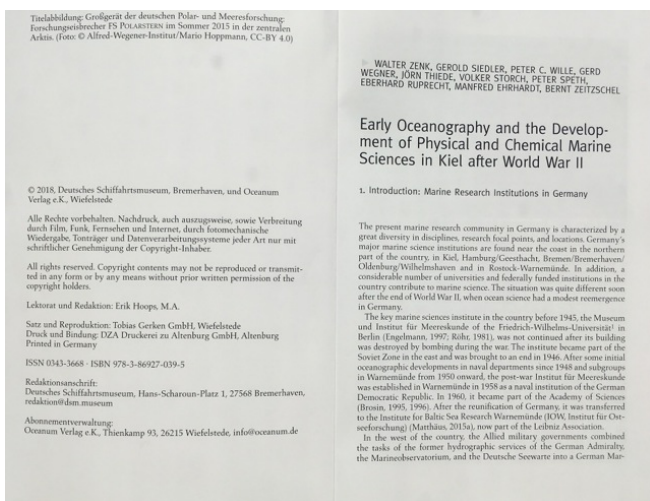 Titelabbildung: Großgerät der deutschen Polar- und Meeresforschung:
Forschungseisbrecher FS POLARSTERN im Sommer 2015 in der zentralen
Arktis. (Foto: © Alfred-Wegener-Institut/Mario Hoppmann, CC-BY 4.0)
© 2018, Deutsches Schiffahrtsmuseum, Bremerhaven, und Oceanum
Verlag e.K., Wiefelstede
Alle Rechte vorbehalten. Nachdruck, auch auszugsweise, sowie Verbreitung
durch Film, Funk, Fernsehen und Internet, durch fotomechanische
Wiedergabe, Tonträger und Datenverarbeitungssysteme jeder Art nur mit
schriftlicher Genehmigung der Copyright-Inhaber.
All rights reserved. Copyright contents may not be reproduced or transmit-
ted in any form or by any means without prior written permission of the
copyright holders.
Lektorat und Redaktion: Erik Hoops, M.A.
Satz und Reproduktion: Tobias Gerken GmbH, Wiefelstede
Druck und Bindung: DZA Druckerei zu Altenburg GmbH, Altenburg
Printed in Germany
ISSN 0343-3668 · ISBN 978-3-86927-039-5
Redaktionsanschrift:
Deutsches Schiffahrtsmuseum, Hans-Scharoun-Platz 1, 27568 Bremerhaven,
redaktion@dsm.museum
Abonnementverwaltung:
Oceanum Verlag e.K., Thienkamp 93, 26215 Wiefelstede, info@oceanum.de
WALTER ZENK, GEROLD SIEDLER, PETER C. WILLE, GERD
WEGNER, JÖRN THIEDE, VOLKER STORCH, PETER SPETH,
EBERHARD RUPRECHT, MANFRED EHRHARDT, BERNT ZEITZSCHEL
Early Oceanography and the Develop-
ment of Physical and Chemical Marine
Sciences in Kiel after World War II
1. Introduction: Marine Research Institutions in Germany
The present marine research community in Germany is characterized by a
great diversity in disciplines, research focal points, and locations. Germany's
major marine science institutions are found near the coast in the northern
part of the country, in Kiel, Hamburg/Geesthacht, Bremen/Bremerhaven/
Oldenburg/Wilhelmshaven and in Rostock-Warnemünde. In addition, a
considerable number of universities and federally funded institutions in the
country contribute to marine science. The situation was quite different soon
after the end of World War II, when ocean science had a modest reemergence
in Germany.
The key marine sciences institute in the country before 1945, the Museum
und Institut für Meereskunde of the Friedrich-Wilhelms-Universität¹ in
Berlin (Engelmann, 1997; Röhr, 1981), was not continued after its building
was destroyed by bombing during the war. The institute became part of the
Soviet Zone in the east and was brought to an end in 1946. After some initial
oceanographic developments in naval departments since 1948 and subgroups
in Warnemünde from 1950 onward, the post-war Institut für Meereskunde
was established in Warnemünde in 1958 as a naval institution of the German
Democratic Republic. In 1960, it became part of the Academy of Sciences
(Brosin, 1995, 1996). After the reunification of Germany, it was transferred
to the Institute for Baltic Sea Research Warnemünde (IOW, Institut für Ost-
seeforschung) (Matthäus, 2015a), now part of the Leibniz Association.
In the west of the country, the Allied military governments combined
the tasks of the former hydrographic services of the German Admiralty,
the Marineobservatorium, and the Deutsche Seewarte into a German Mar-